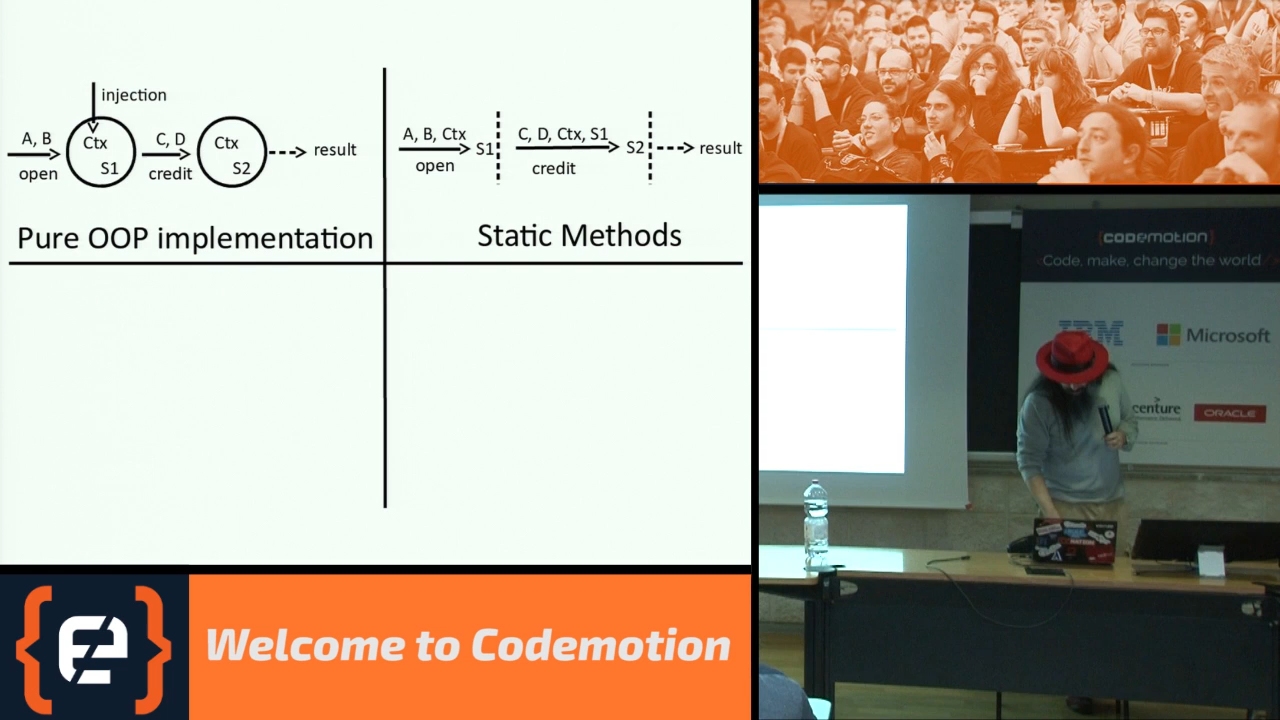 injection
A, B
Ctx
S1
open
C, D
credit
Ctx
S2
result
Pure OOP implementation
A, B, Ctx
open
S1
C, D, Ctx, S1
credit
S2
result
Static Methods
Welcome to Codemotion
{codemotion}
Code, make, change the world
IBM
Microsoft
centure
ORACLE